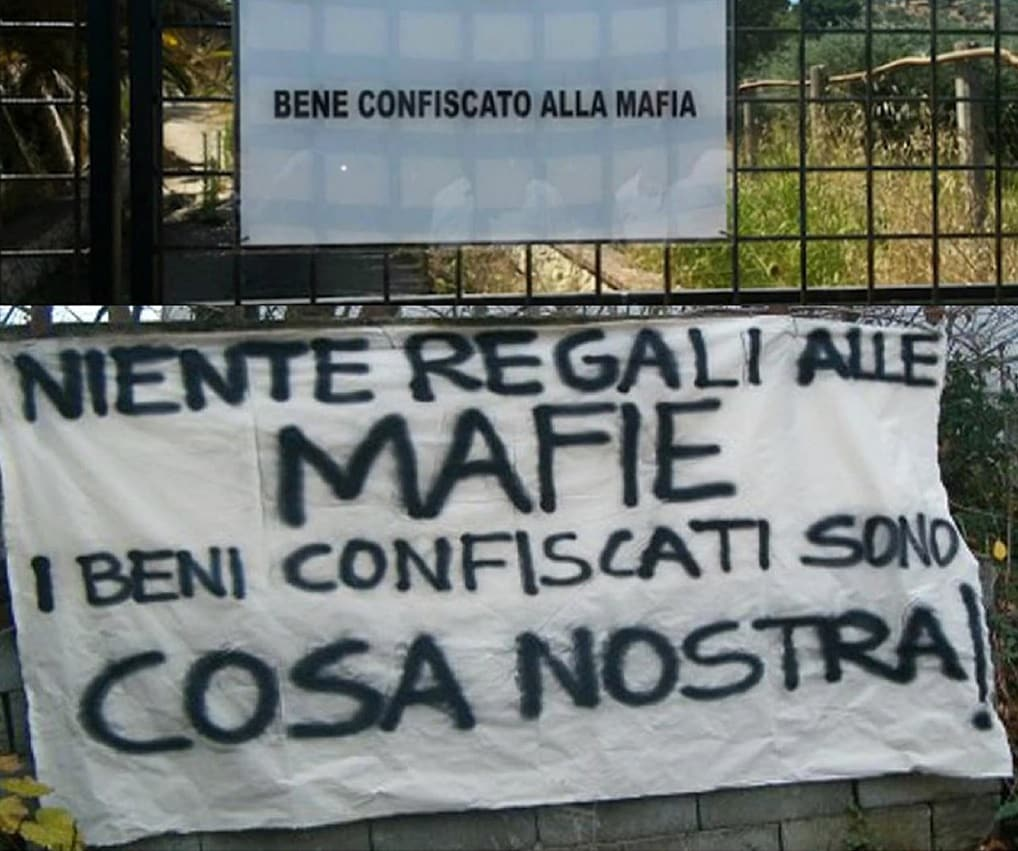 BENE CONFISCATO ALLA MAFIA
NIENTE REGALI ALLE
MAFIE
I BENI CONFISCATI SONO
COSA NOSTRA!